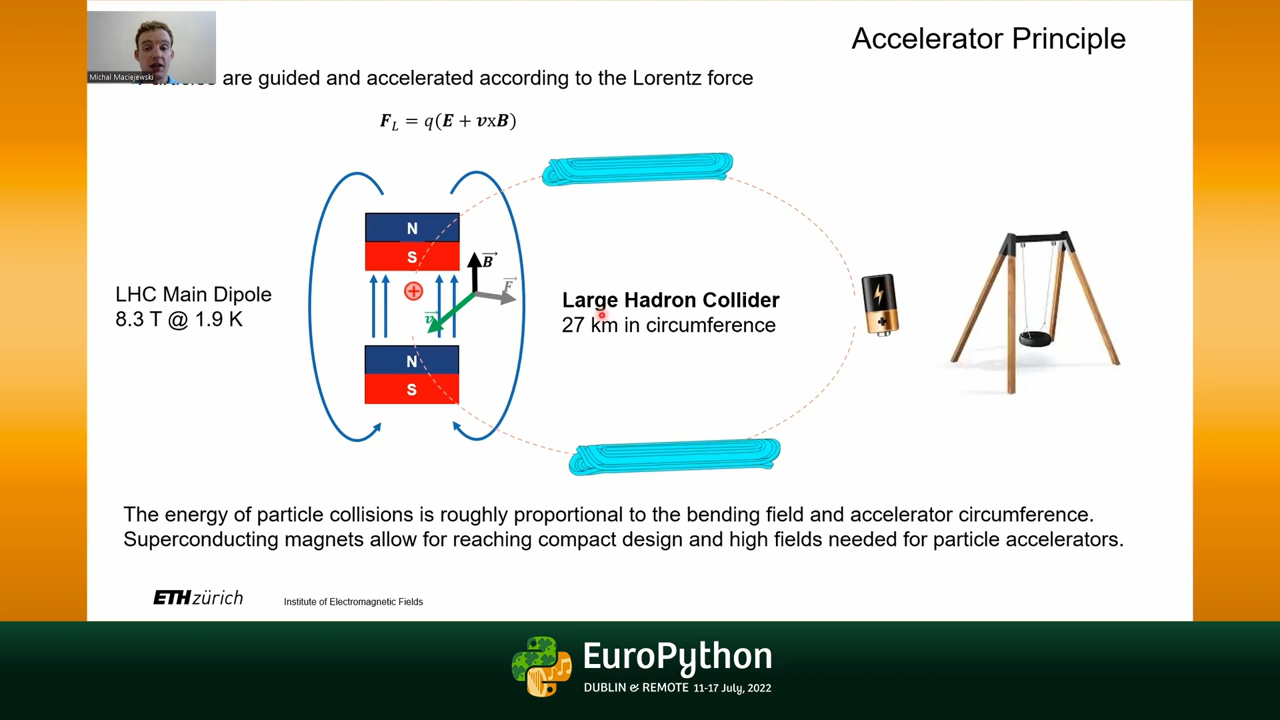 Accelerator Principle
Michal Maciejewski
are guided and accelerated according to the Lorentz force
F_L = q(E + vxB)
N
S
B
F
v
LHC Main Dipole
8.3 T @ 1.9 K
Large Hadron Collider
27 km in circumference
N
S
The energy of particle collisions is roughly proportional to the bending field and accelerator circumference.
Superconducting magnets allow for reaching compact design and high fields needed for particle accelerators.
ETH zürich
Institute of Electromagnetic Fields
EuroPython
DUBLIN & REMOTE 11-17 July, 2022